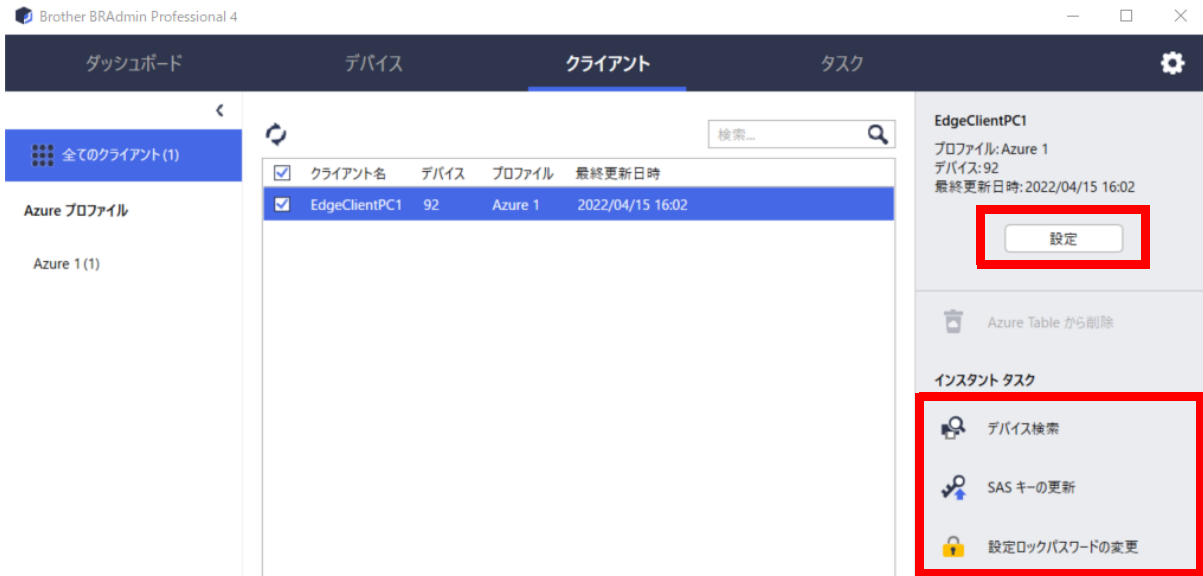 Brother BRAdmin Professional 4
ダッシュボード デバイス クライアント タスク
全てのクライアント (1)
Azure プロファイル
Azure 1 (1)
検索...
クライアント名 デバイス プロファイル 最終更新日時
EdgeClientPC1 92 Azure 1 2022/04/15 16:02
EdgeClientPC1
プロファイル: Azure 1
デバイス: 92
最終更新日時: 2022/04/15 16:02
設定
Azure Table から削除
インスタント タスク
デバイス検索
SAS キーの更新
設定ロックパスワードの変更